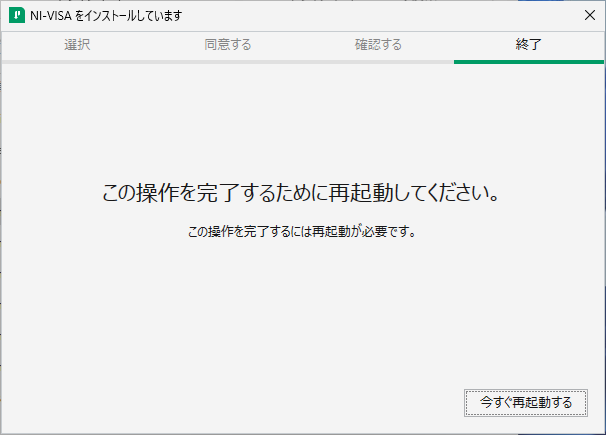 NI-VISA をインストールしています
選択
同意する
確認する
終了
この操作を完了するために再起動してください。
この操作を完了するには再起動が必要です。
今すぐ再起動する